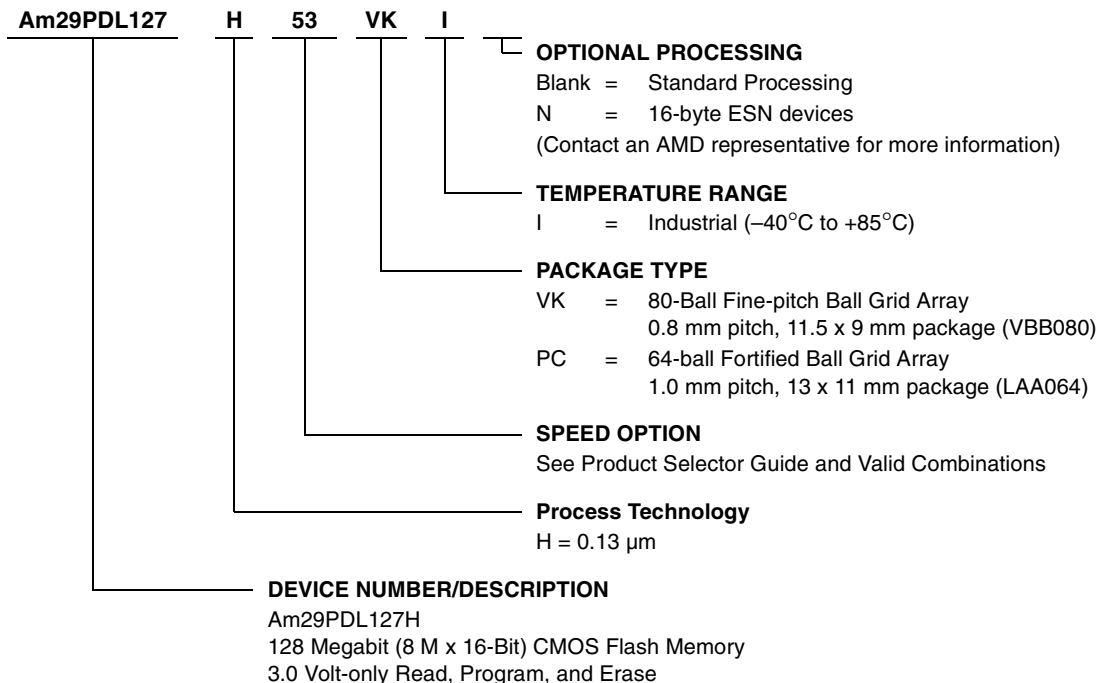 Am29PDL127 H 53 VK I
OPTIONAL PROCESSING
Blank = Standard Processing
N = 16-byte ESN devices
(Contact an AMD representative for more information)
TEMPERATURE RANGE
I = Industrial (–40°C to +85°C)
PACKAGE TYPE
VK = 80-Ball Fine-pitch Ball Grid Array
0.8 mm pitch, 11.5 x 9 mm package (VBB080)
PC = 64-ball Fortified Ball Grid Array
1.0 mm pitch, 13 x 11 mm package (LAA064)
SPEED OPTION
See Product Selector Guide and Valid Combinations
Process Technology
H = 0.13 µm
DEVICE NUMBER/DESCRIPTION
Am29PDL127H
128 Megabit (8 M x 16-Bit) CMOS Flash Memory
3.0 Volt-only Read, Program, and Erase